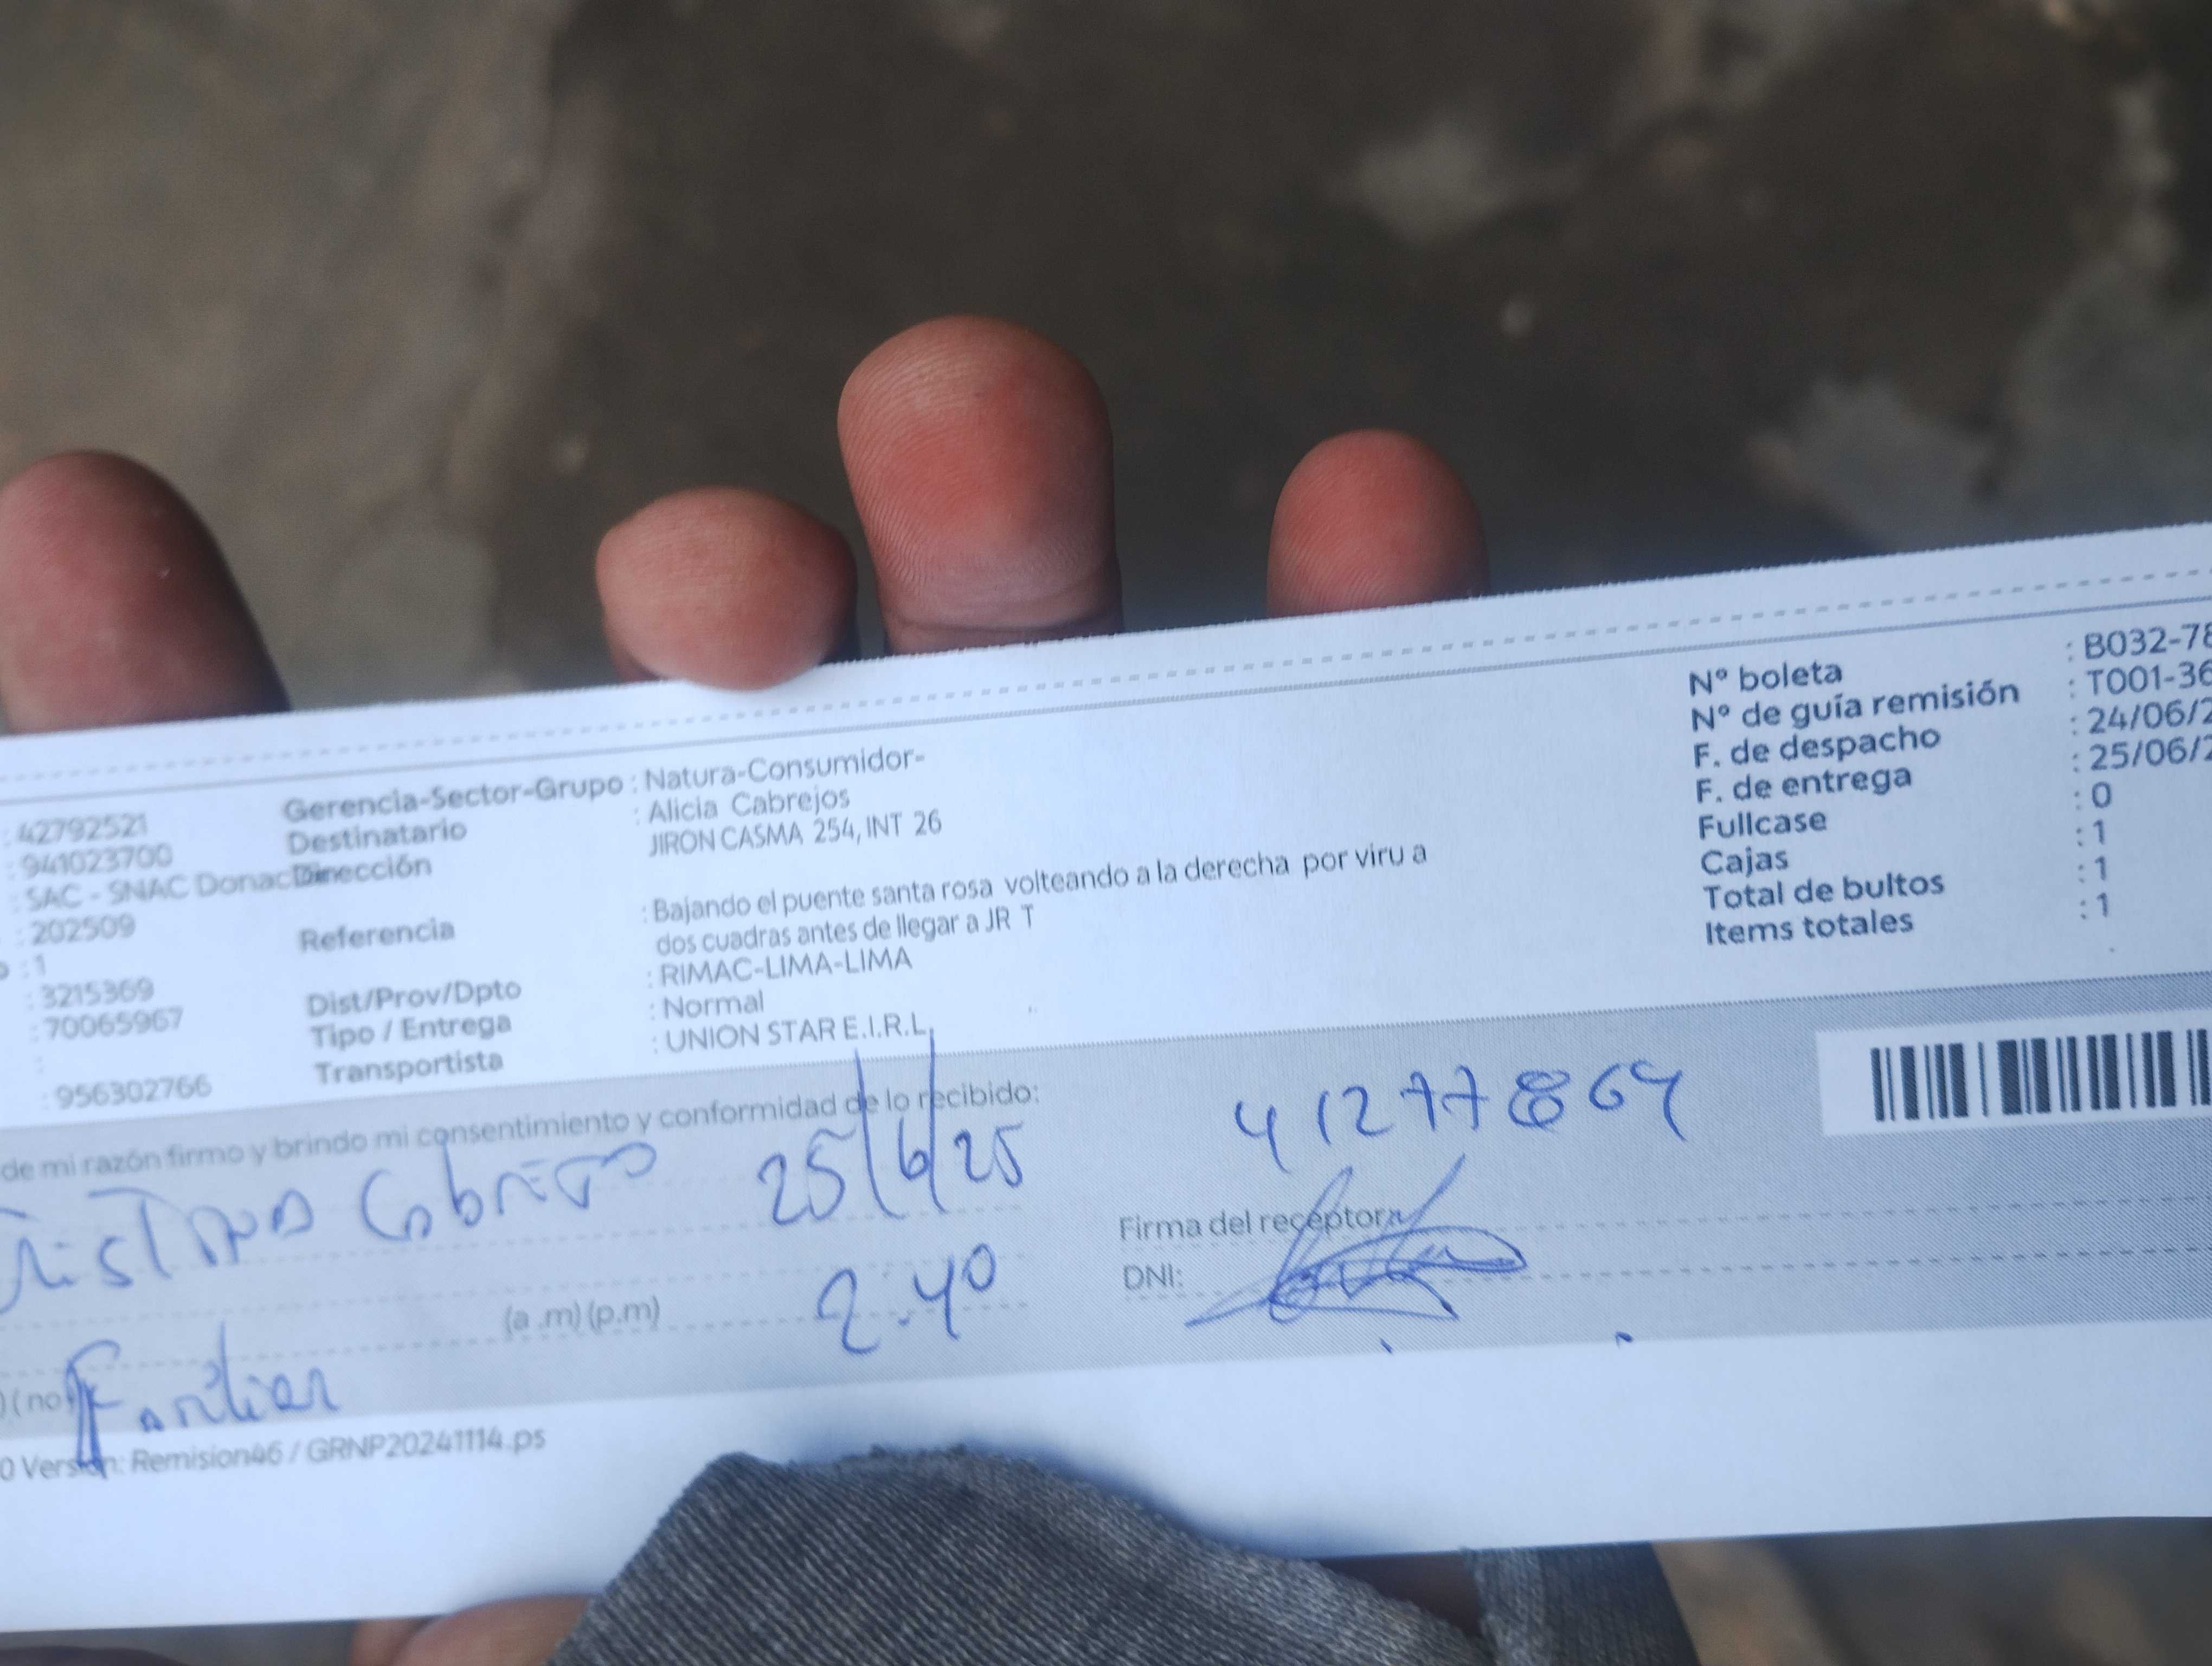 : 42792521
: 941023700
: SAC - SNAC Donac
: 202509
: 1
: 3215369
: 70065967
:
: 956302766
Gerencia-Sector-Grupo : Natura-Consumidor-
Destinatario : Alicia Cabrejos
Dirección JIRON CASMA 254, INT 26
Referencia : Bajando el puente santa rosa volteando a la derecha por viru a
dos cuadras antes de llegar a JR T
Dist/Prov/Dpto : RIMAC-LIMA-LIMA
Tipo / Entrega : Normal
Transportista : UNION STAR E.I.R.L.
N° boleta : B032-78
N° de guía remisión : T001-36
F. de despacho : 24/06/2
F. de entrega : 25/06/2
Fullcase : 0
Cajas : 1
Total de bultos : 1
Items totales : 1
de mi razón firmo y brindo mi consentimiento y conformidad de lo recibido:
25/6/25
41277864
Firma del receptor
(a .m) (p.m) 2.40
DNI:
) ( no
Familiar
0 Versión: Remision46 / GRNP20241114.ps